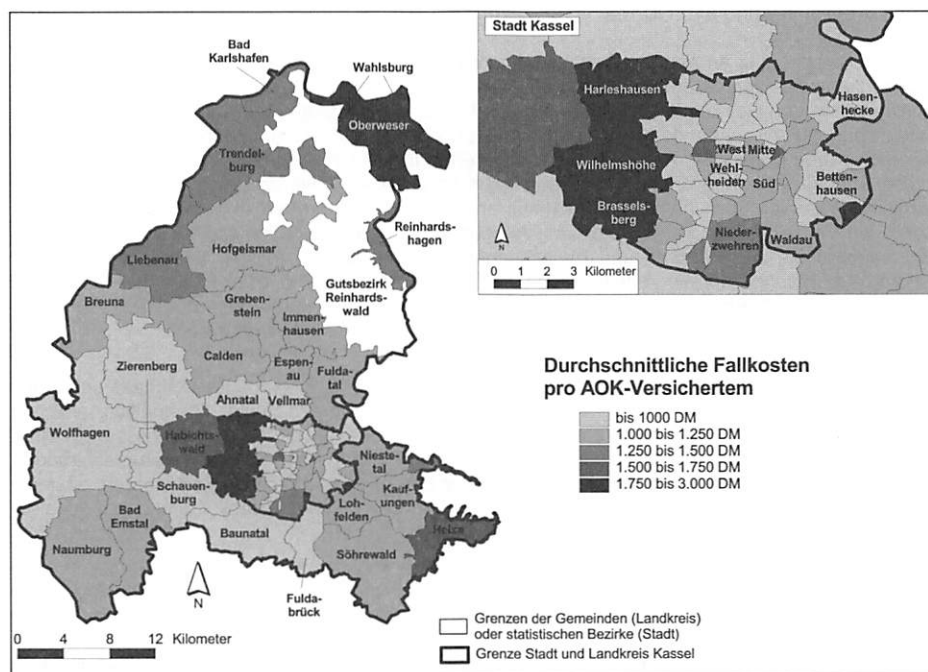 Bad
Karlshafen
Wahlsburg
Oberweser
Trendel-
burg
Reinhards-
hagen
Hofgeismar
Liebenau
Gutsbezirk
Reinhards-
wald
Breuna
Greben-
stein
Immen-
hausen
Zierenberg
Calden
Espen-
au
Fulda-
tal
Ahnatal
Vellmar
Wolfhagen
Habichts-
wald
Nieste-
tal
Schauen-
burg
Kauf-
ungen
Loh-
felden
Bad
Emstal
Baunatal
Helsa
Naumburg
Söhrewald
Fulda-
brück
N
0 4 8 12 Kilometer
Stadt Kassel
Harleshausen
Hasen-
hecke
West
Mitte
Wilhelmshöhe
Wehl-
heiden
Süd
Betten-
hausen
Brassels-
berg
Nieder-
zwehren
Waldau
N
0 1 2 3 Kilometer
Durchschnittliche Fallkosten
pro AOK-Versichertem
bis 1000 DM
1.000 bis 1.250 DM
1.250 bis 1.500 DM
1.500 bis 1.750 DM
1.750 bis 3.000 DM
Grenzen der Gemeinden (Landkreis)
oder statistischen Bezirke (Stadt)
Grenze Stadt und Landkreis Kassel